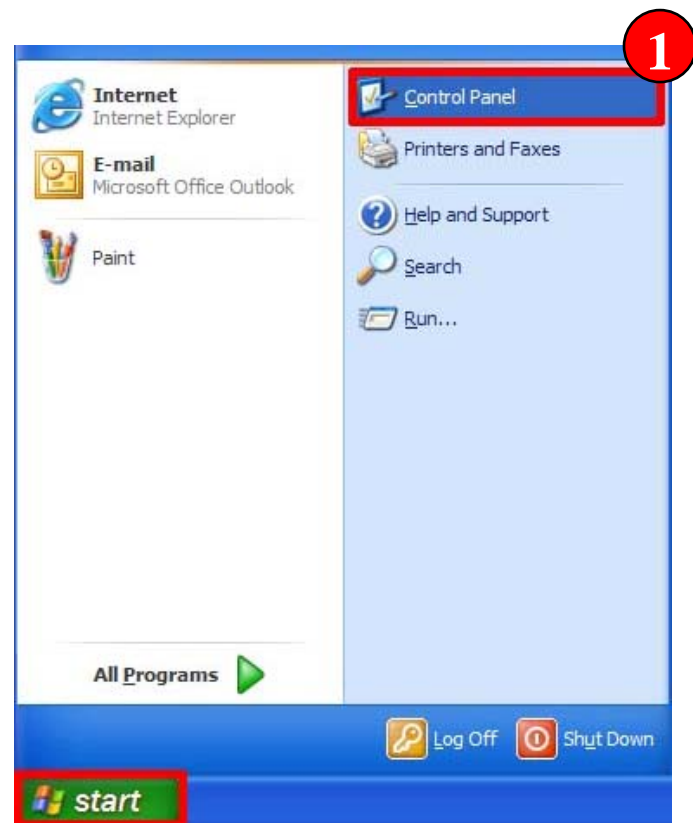 1
Internet
Internet Explorer
E-mail
Microsoft Office Outlook
Paint
All Programs
Control Panel
Printers and Faxes
Help and Support
Search
Run...
Log Off
Shut Down
start